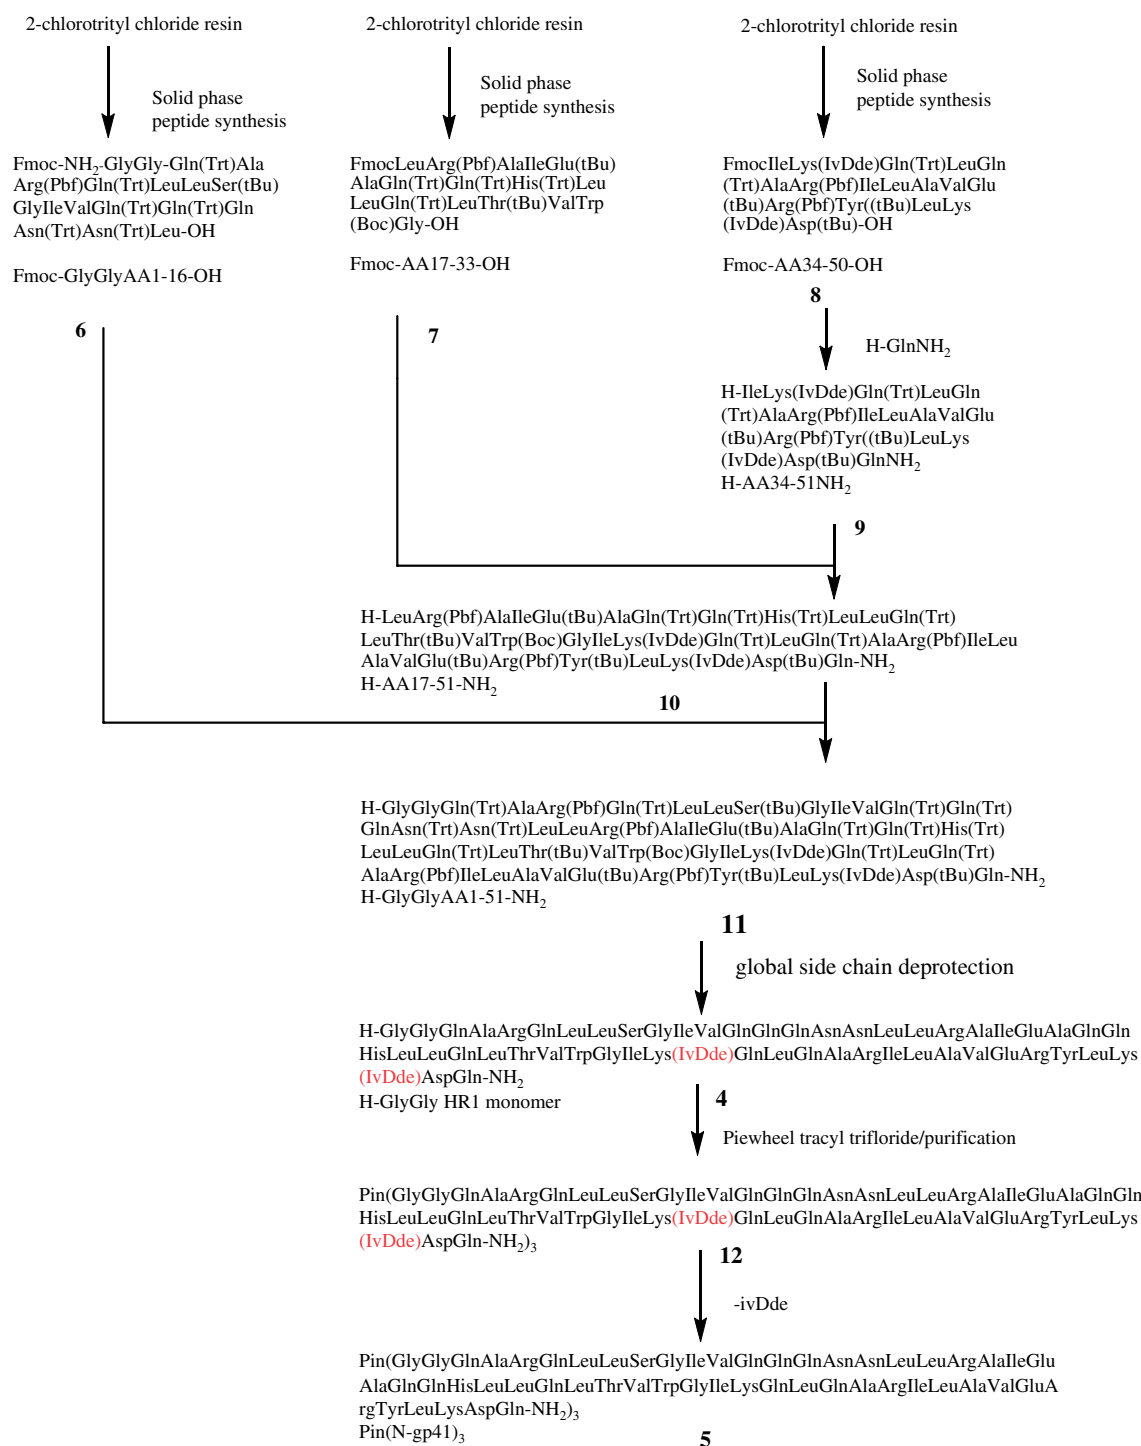 2-chlorotrityl chloride resin
Solid phase
peptide synthesis
Fmoc-NH2-GlyGly-Gln(Trt)Ala
Arg(Pbf)Gln(Trt)LeuLeuSer(tBu)
GlyIleValGln(Trt)Gln(Trt)Gln
Asn(Trt)Asn(Trt)Leu-OH
Fmoc-GlyGlyAA1-16-OH
6
2-chlorotrityl chloride resin
Solid phase
peptide synthesis
FmocLeuArg(Pbf)AlaIleGlu(tBu)
AlaGln(Trt)Gln(Trt)His(Trt)Leu
LeuGln(Trt)LeuThr(tBu)ValTrp
(Boc)Gly-OH
Fmoc-AA17-33-OH
7
2-chlorotrityl chloride resin
Solid phase
peptide synthesis
FmocIleLys(IvDde)Gln(Trt)LeuGln
(Trt)AlaArg(Pbf)IleLeuAlaValGlu
(tBu)Arg(Pbf)Tyr((tBu)LeuLys
(IvDde)Asp(tBu)-OH
Fmoc-AA34-50-OH
8
H-GlnNH2
H-IleLys(IvDde)Gln(Trt)LeuGln
(Trt)AlaArg(Pbf)IleLeuAlaValGlu
(tBu)Arg(Pbf)Tyr((tBu)LeuLys
(IvDde)Asp(tBu)GlnNH2
H-AA34-51NH2
9
H-LeuArg(Pbf)AlaIleGlu(tBu)AlaGln(Trt)Gln(Trt)His(Trt)LeuLeuGln(Trt)
LeuThr(tBu)ValTrp(Boc)GlyIleLys(IvDde)Gln(Trt)LeuGln(Trt)AlaArg(Pbf)IleLeu
AlaValGlu(tBu)Arg(Pbf)Tyr(tBu)LeuLys(IvDde)Asp(tBu)Gln-NH2
H-AA17-51-NH2
10
H-GlyGlyGln(Trt)AlaArg(Pbf)Gln(Trt)LeuLeuSer(tBu)GlyIleValGln(Trt)Gln(Trt)
GlnAsn(Trt)Asn(Trt)LeuLeuArg(Pbf)AlaIleGlu(tBu)AlaGln(Trt)Gln(Trt)His(Trt)
LeuLeuGln(Trt)LeuThr(tBu)ValTrp(Boc)GlyIleLys(IvDde)Gln(Trt)LeuGln(Trt)
AlaArg(Pbf)IleLeuAlaValGlu(tBu)Arg(Pbf)Tyr(tBu)LeuLys(IvDde)Asp(tBu)Gln-NH2
H-GlyGlyAA1-51-NH2
11
global side chain deprotection
H-GlyGlyGlnAlaArgGlnLeuLeuSerGlyIleValGlnGlnGlnAsnAsnLeuLeuArgAlaIleGluAlaGlnGln
HisLeuLeuGlnLeuThrValTrpGlyIleLys(IvDde)GlnLeuGlnAlaArgIleLeuAlaValGluArgTyrLeuLys
(IvDde)AspGln-NH2
H-GlyGly HR1 monomer
4
Piewheel tracyl trifloride/purification
Pin(GlyGlyGlnAlaArgGlnLeuLeuSerGlyIleValGlnGlnGlnAsnAsnLeuLeuArgAlaIleGluAlaGlnGln
HisLeuLeuGlnLeuThrValTrpGlyIleLys(IvDde)GlnLeuGlnAlaArgIleLeuAlaValGluArgTyrLeuLys
(IvDde)AspGln-NH2)3
12
-ivDde
Pin(GlyGlyGlnAlaArgGlnLeuLeuSerGlyIleValGlnGlnGlnAsnAsnLeuLeuArgAlaIleGlu
AlaGlnGlnHisLeuLeuGlnLeuThrValTrpGlyIleLysGlnLeuGlnAlaArgIleLeuAlaValGluA
rgTyrLeuLysAspGln-NH2)3
Pin(N-gp41)3
5